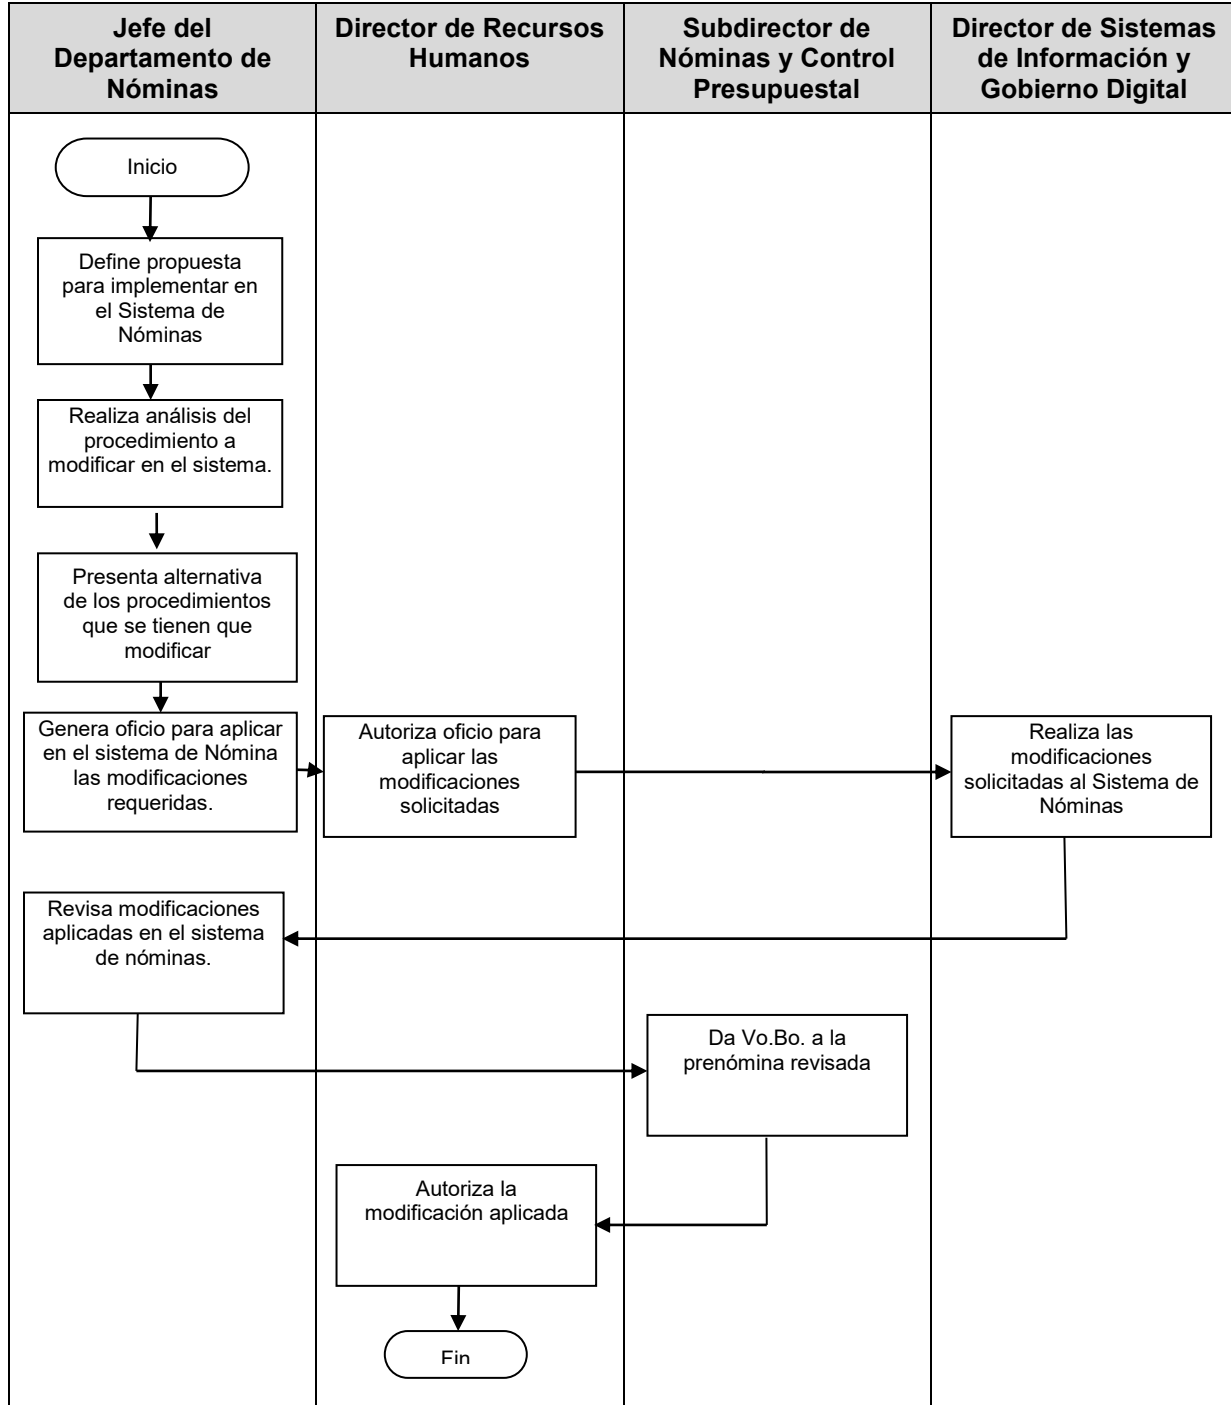 Jefe del
Departamento de
Nóminas
Director de Recursos
Humanos
Subdirector de
Nóminas y Control
Presupuestal
Director de Sistemas
de Información y
Gobierno Digital
Inicio
Define propuesta
para implementar en
el Sistema de
Nóminas
Realiza análisis del
procedimiento a
modificar en el sistema.
Presenta alternativa
de los procedimientos
que se tienen que
modificar
Genera oficio para aplicar
en el sistema de Nómina
las modificaciones
requeridas.
Autoriza oficio para
aplicar las
modificaciones
solicitadas
Realiza las
modificaciones
solicitadas al Sistema de
Nóminas
Revisa modificaciones
aplicadas en el sistema
de nóminas.
Da Vo.Bo. a la
prenómina revisada
Autoriza la
modificación aplicada
Fin